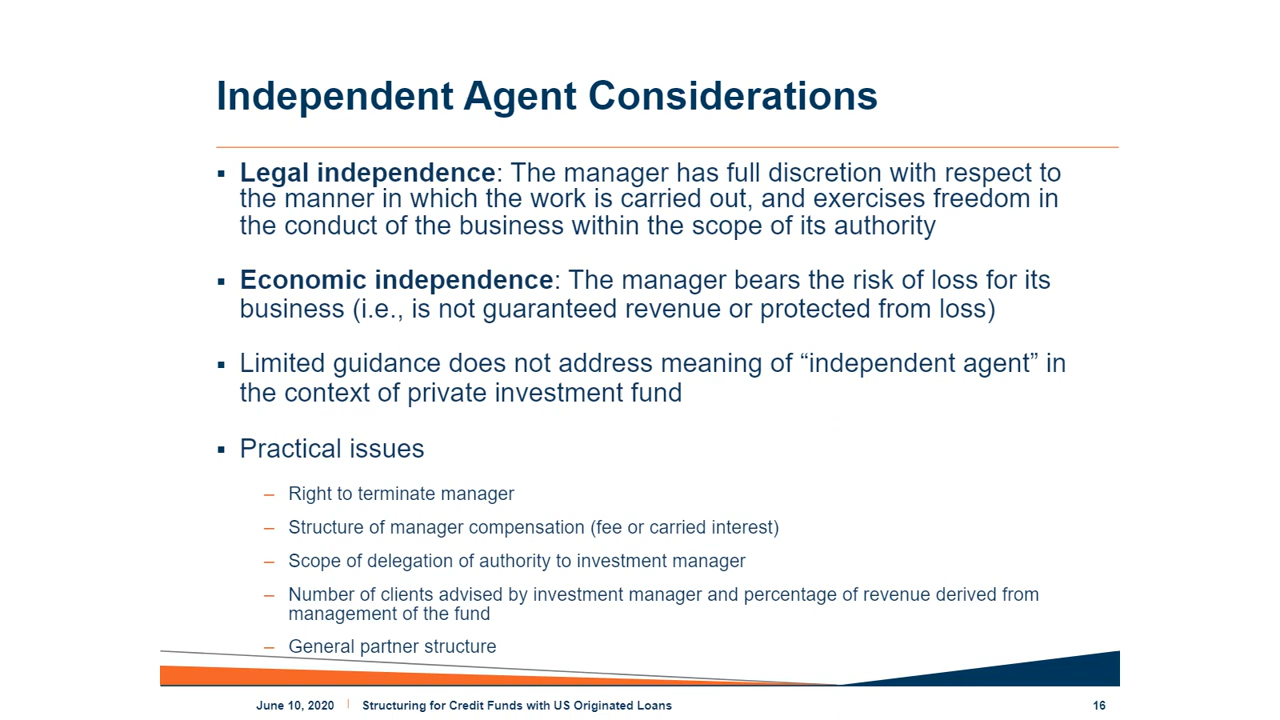 Independent Agent Considerations
▪ Legal independence: The manager has full discretion with respect to
the manner in which the work is carried out, and exercises freedom in
the conduct of the business within the scope of its authority
▪ Economic independence: The manager bears the risk of loss for its
business (i.e., is not guaranteed revenue or protected from loss)
▪ Limited guidance does not address meaning of “independent agent” in
the context of private investment fund
▪ Practical issues
– Right to terminate manager
– Structure of manager compensation (fee or carried interest)
– Scope of delegation of authority to investment manager
– Number of clients advised by investment manager and percentage of revenue derived from
management of the fund
– General partner structure
June 10, 2020 | Structuring for Credit Funds with US Originated Loans 16